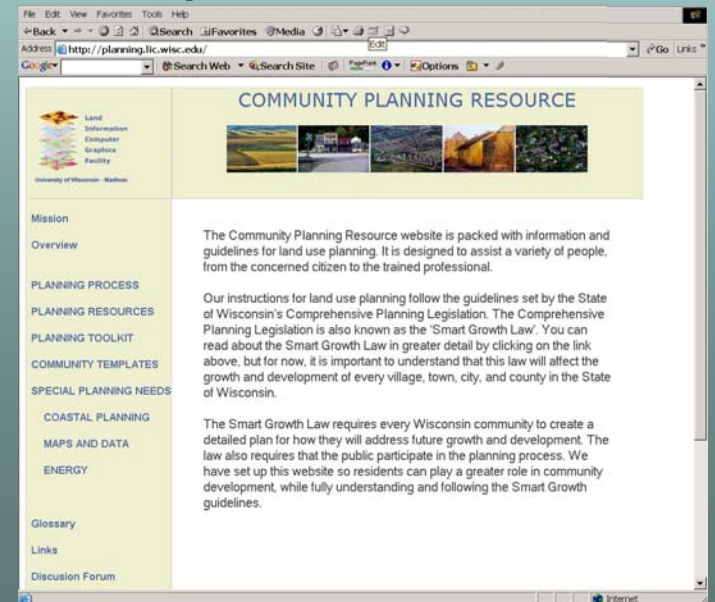 File Edit View Favorites Tools Help
Back Search Favorites Media
Edit
Address http://planning.lic.wisc.edu/ Go Links »
Google Search Web Search Site PageRank Options
Land
Information
Computer
Graphics
Facility
University of Wisconsin - Madison
COMMUNITY PLANNING RESOURCE
Mission
Overview
PLANNING PROCESS
PLANNING RESOURCES
PLANNING TOOLKIT
COMMUNITY TEMPLATES
SPECIAL PLANNING NEEDS
COASTAL PLANNING
MAPS AND DATA
ENERGY
Glossary
Links
Discusion Forum
The Community Planning Resource website is packed with information and
guidelines for land use planning. It is designed to assist a variety of people,
from the concerned citizen to the trained professional.
Our instructions for land use planning follow the guidelines set by the State
of Wisconsin's Comprehensive Planning Legislation. The Comprehensive
Planning Legislation is also known as the 'Smart Growth Law'. You can
read about the Smart Growth Law in greater detail by clicking on the link
above, but for now, it is important to understand that this law will affect the
growth and development of every village, town, city, and county in the State
of Wisconsin.
The Smart Growth Law requires every Wisconsin community to create a
detailed plan for how they will address future growth and development. The
law also requires that the public participate in the planning process. We
have set up this website so residents can play a greater role in community
development, while fully understanding and following the Smart Growth
guidelines.
Internet